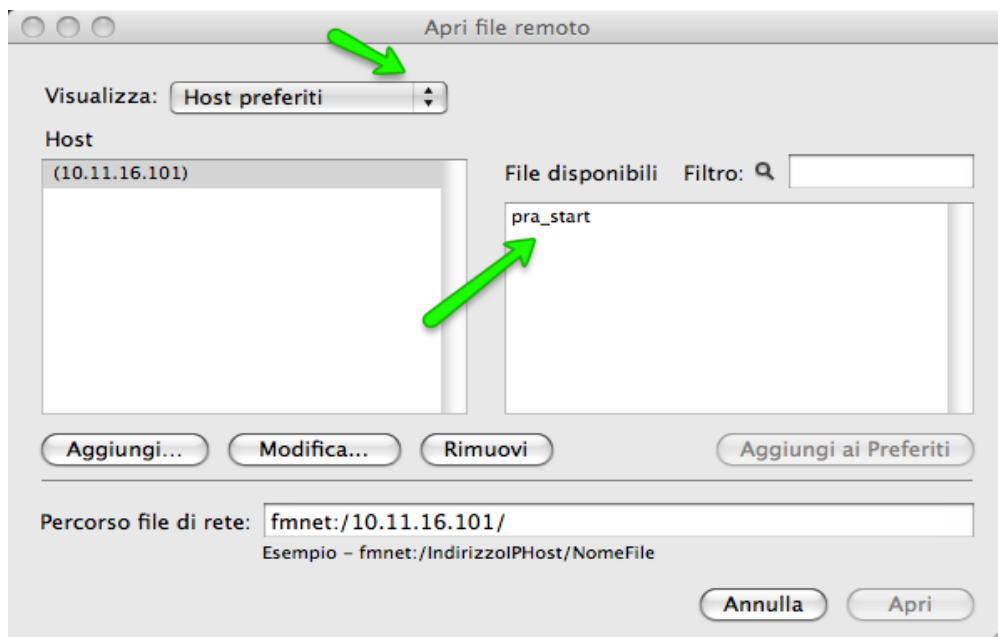 Apri file remoto
Visualizza: Host preferiti
Host
(10.11.16.101)
File disponibili Filtro:
pra_start
Aggiungi... Modifica... Rimuovi Aggiungi ai Preferiti
Percorso file di rete: fmnet:/10.11.16.101/
Esempio – fmnet:/IndirizzoIPHost/NomeFile
Annulla Apri